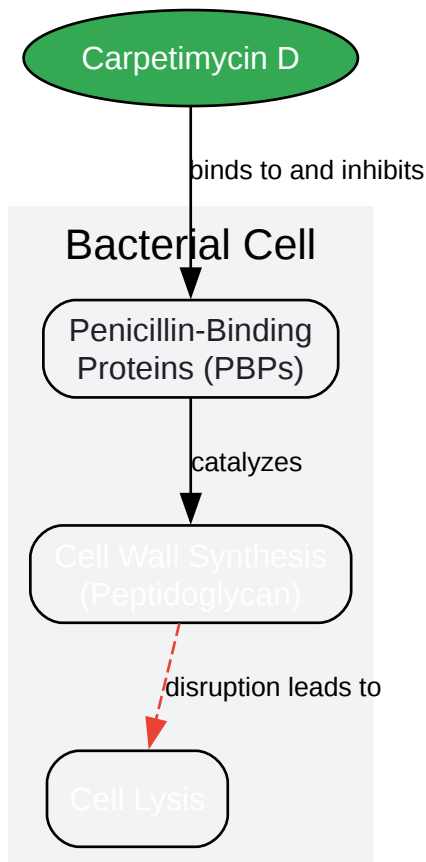 Carpetimycin D
binds to and inhibits
Bacterial Cell
Penicillin-Binding
Proteins (PBPs)
catalyzes
Cell Wall Synthesis
(Peptidoglycan)
disruption leads to
Cell Lysis